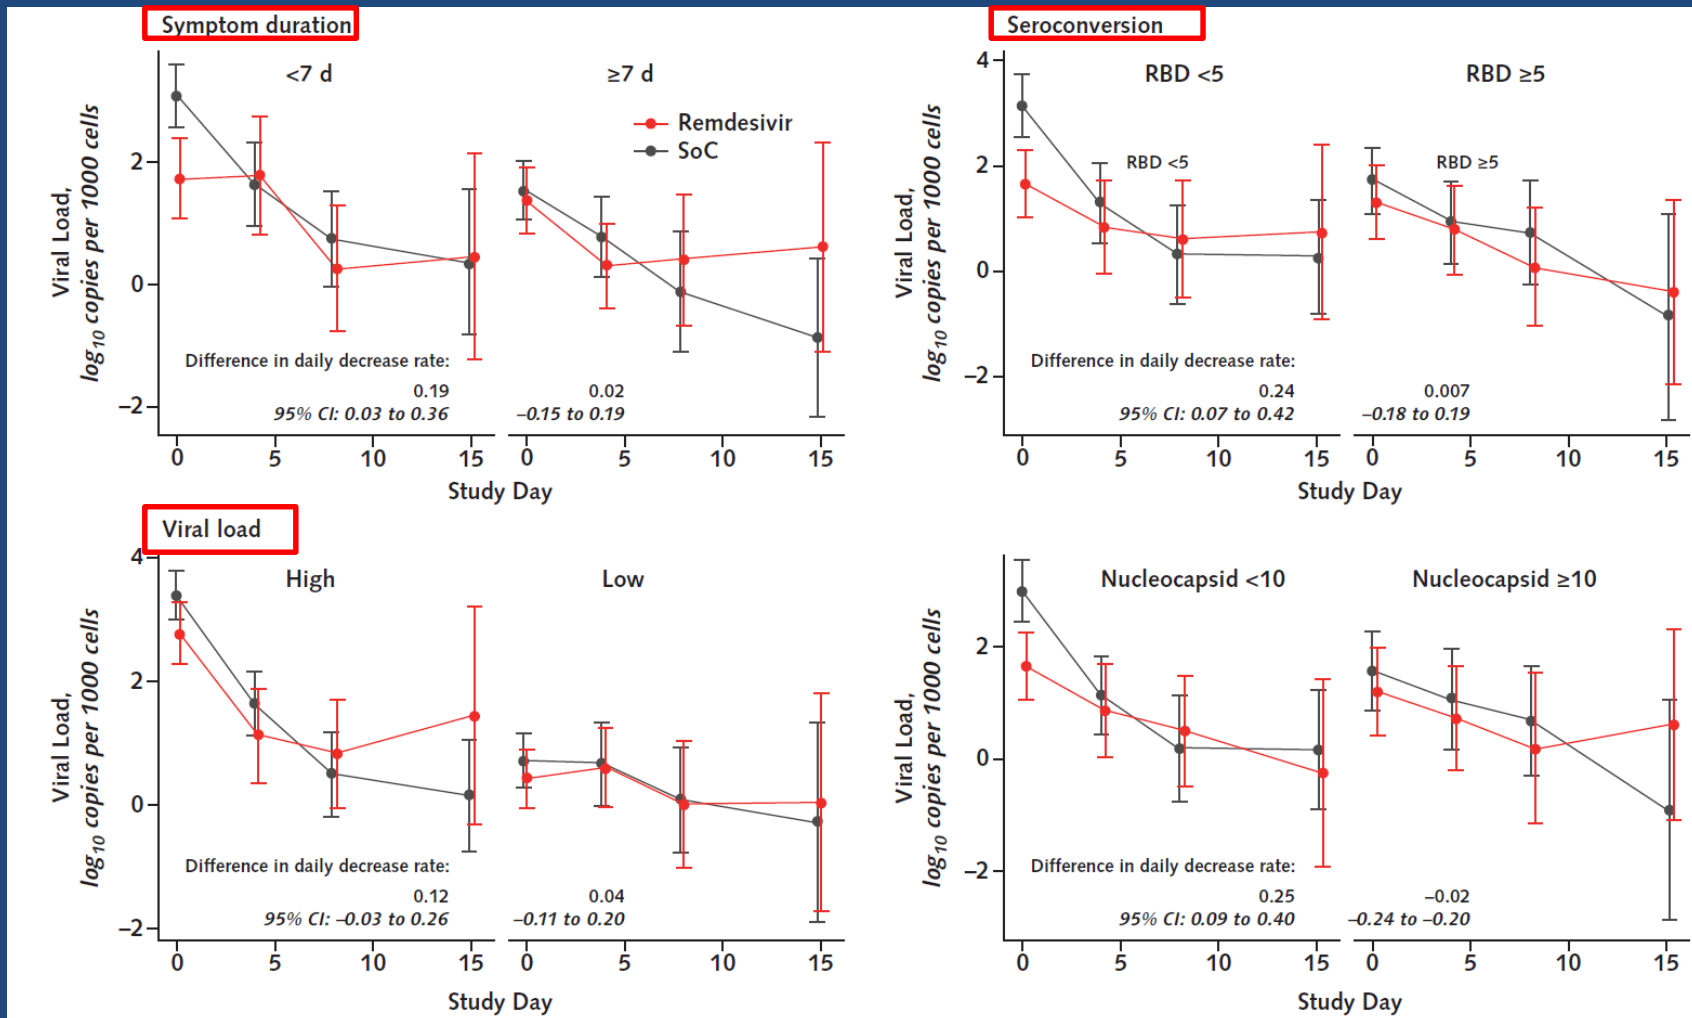 Symptom duration
<7 d
≥7 d
Remdesivir
SoC
Viral Load,
log10 copies per 1000 cells
2
0
−2
Difference in daily decrease rate:
0.19
95% CI: 0.03 to 0.36
0.02
−0.15 to 0.19
0 5 10 15 0 5 10 15
Study Day
Seroconversion
RBD <5
RBD ≥5
RBD <5
RBD ≥5
Viral Load,
log10 copies per 1000 cells
4
2
0
−2
Difference in daily decrease rate:
0.24
95% CI: 0.07 to 0.42
0.007
−0.18 to 0.19
0 5 10 15 0 5 10 15
Study Day
Viral load
High
Low
Viral Load,
log10 copies per 1000 cells
4
2
0
−2
Difference in daily decrease rate:
0.12
95% CI: −0.03 to 0.26
0.04
−0.11 to 0.20
0 5 10 15 0 5 10 15
Study Day
Nucleocapsid <10
Nucleocapsid ≥10
Viral Load,
log10 copies per 1000 cells
2
0
−2
Difference in daily decrease rate:
0.25
95% CI: 0.09 to 0.40
−0.02
−0.24 to −0.20
0 5 10 15 0 5 10 15
Study Day